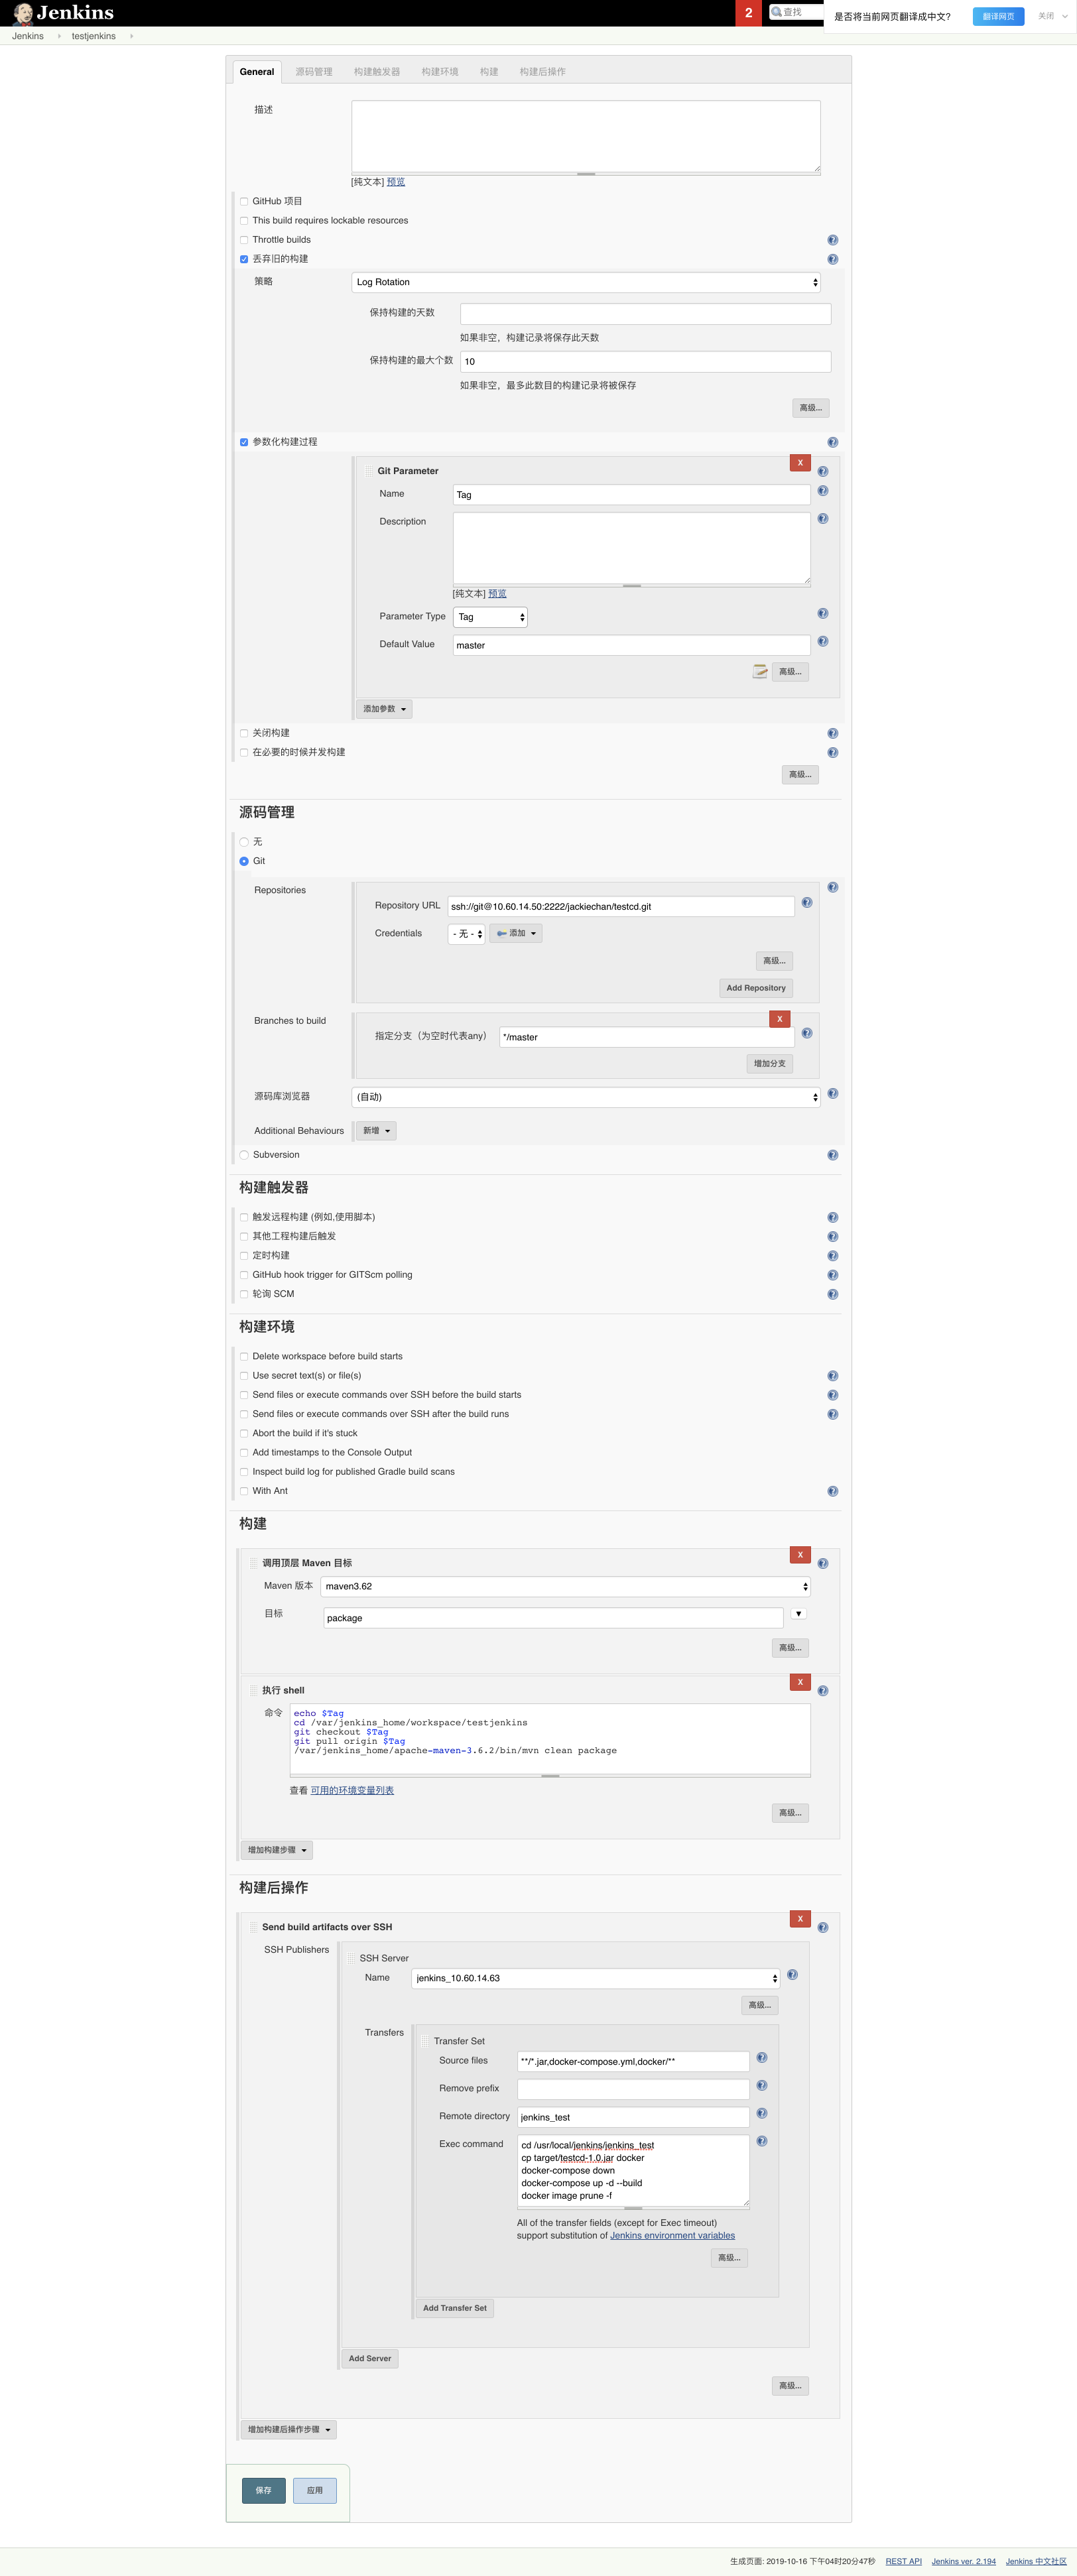 Jenkins
2
查找
是否将当前网页翻译成中文?
翻译网页
关闭
Jenkins
testjenkins
General
源码管理
构建触发器
构建环境
构建
构建后操作
描述
[纯文本] 预览
GitHub 项目
This build requires lockable resources
Throttle builds
丢弃旧的构建
策略
Log Rotation
保持构建的天数
如果非空，构建记录将保存此天数
保持构建的最大个数
10
如果非空，最多此数目的构建记录将被保存
高级...
参数化构建过程
X
Git Parameter
Name
Tag
Description
[纯文本] 预览
Parameter Type
Tag
Default Value
master
高级...
添加参数
关闭构建
在必要的时候并发构建
高级...
源码管理
无
Git
Repositories
Repository URL
ssh://git@10.60.14.50:2222/jackiechan/testcd.git
Credentials
- 无 -
添加
高级...
Add Repository
Branches to build
X
指定分支（为空时代表any）
*/master
增加分支
源码库浏览器
(自动)
Additional Behaviours
新增
Subversion
构建触发器
触发远程构建 (例如,使用脚本)
其他工程构建后触发
定时构建
GitHub hook trigger for GITScm polling
轮询 SCM
构建环境
Delete workspace before build starts
Use secret text(s) or file(s)
Send files or execute commands over SSH before the build starts
Send files or execute commands over SSH after the build runs
Abort the build if it's stuck
Add timestamps to the Console Output
Inspect build log for published Gradle build scans
With Ant
构建
X
调用顶层 Maven 目标
Maven 版本
maven3.62
目标
package
高级...
X
执行 shell
命令
echo $Tag
cd /var/jenkins_home/workspace/testjenkins
git checkout $Tag
git pull origin $Tag
/var/jenkins_home/apache-maven-3.6.2/bin/mvn clean package
查看 可用的环境变量列表
高级...
增加构建步骤
构建后操作
X
Send build artifacts over SSH
SSH Publishers
SSH Server
Name
jenkins_10.60.14.63
高级...
Transfers
Transfer Set
Source files
**/*.jar,docker-compose.yml,docker/**
Remove prefix
Remote directory
jenkins_test
Exec command
cd /usr/local/jenkins/jenkins_test
cp target/testcd-1.0.jar docker
docker-compose down
docker-compose up -d --build
docker image prune -f
All of the transfer fields (except for Exec timeout)
support substitution of Jenkins environment variables
高级...
Add Transfer Set
Add Server
高级...
增加构建后操作步骤
保存
应用
生成页面: 2019-10-16 下午04时20分47秒
REST API
Jenkins ver. 2.194
Jenkins 中文社区